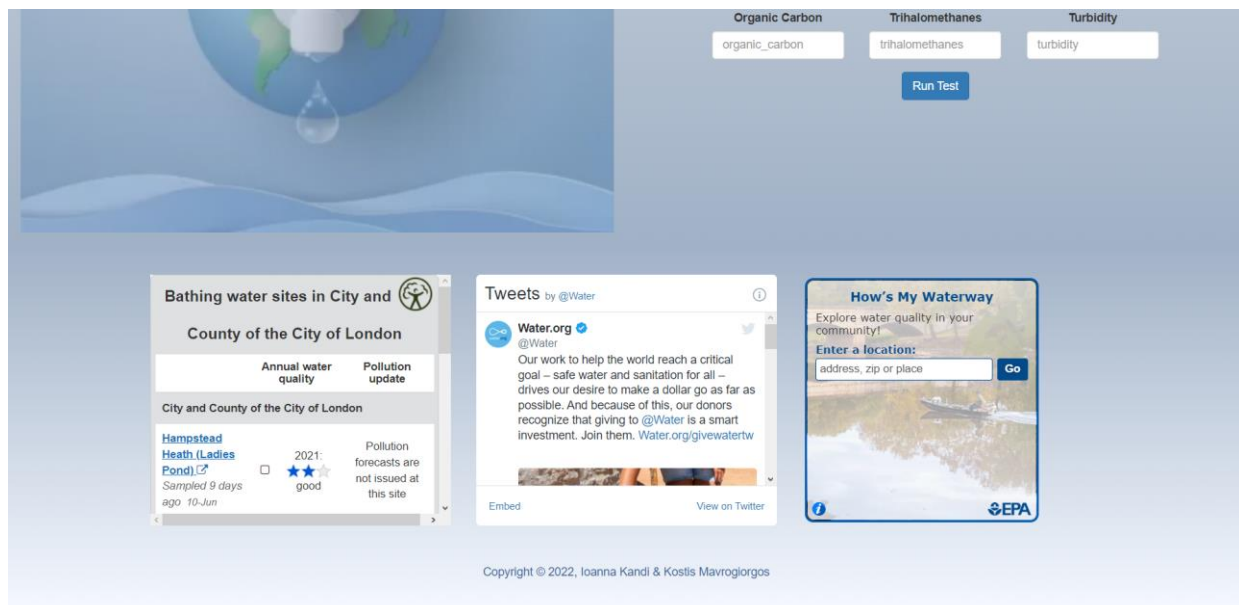 Organic Carbon
Trihalomethanes
Turbidity
organic_carbon
trihalomethanes
turbidity
Run Test
Bathing water sites in City and
County of the City of London
Annual water
quality
Pollution
update
City and County of the City of London
Hampstead
Heath (Ladies
Pond)
Sampled 9 days
ago 10-Jun
2021:
good
Pollution
forecasts are
not issued at
this site
Tweets by @Water
Water.org
@Water
Our work to help the world reach a critical
goal – safe water and sanitation for all –
drives our desire to make a dollar go as far as
possible. And because of this, our donors
recognize that giving to @Water is a smart
investment. Join them. Water.org/givewatertw
Embed
View on Twitter
How's My Waterway
Explore water quality in your
community!
Enter a location:
address, zip or place
Go
EPA
Copyright © 2022, Ioanna Kandi & Kostis Mavrogiorgos